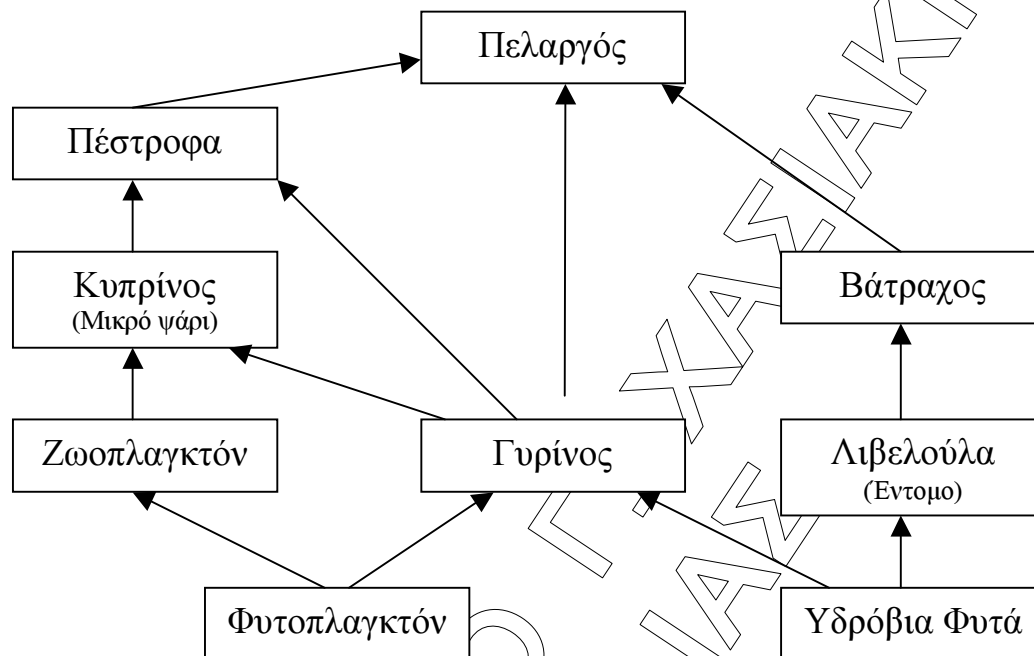 Πελαργός
Πέστροφα
Κυπρίνος
(Μικρό ψάρι)
Βάτραχος
Ζωοπλαγκτόν
Γυρίνος
Λιβελούλα
(Έντομο)
Φυτοπλαγκτόν
Υδρόβια Φυτά